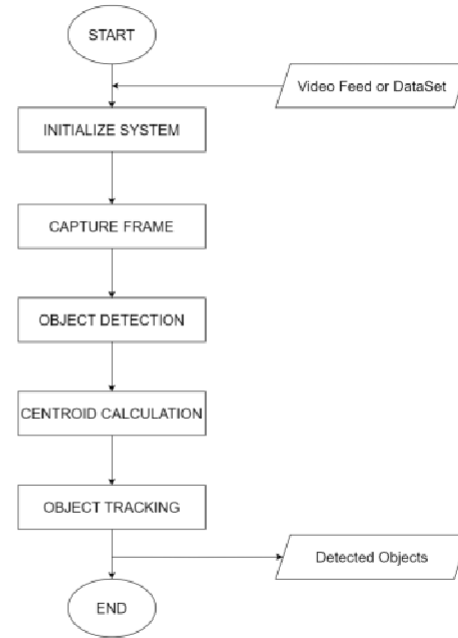 START
Video Feed or DataSet
INITIALIZE SYSTEM
CAPTURE FRAME
OBJECT DETECTION
CENTROID CALCULATION
OBJECT TRACKING
Detected Objects
END